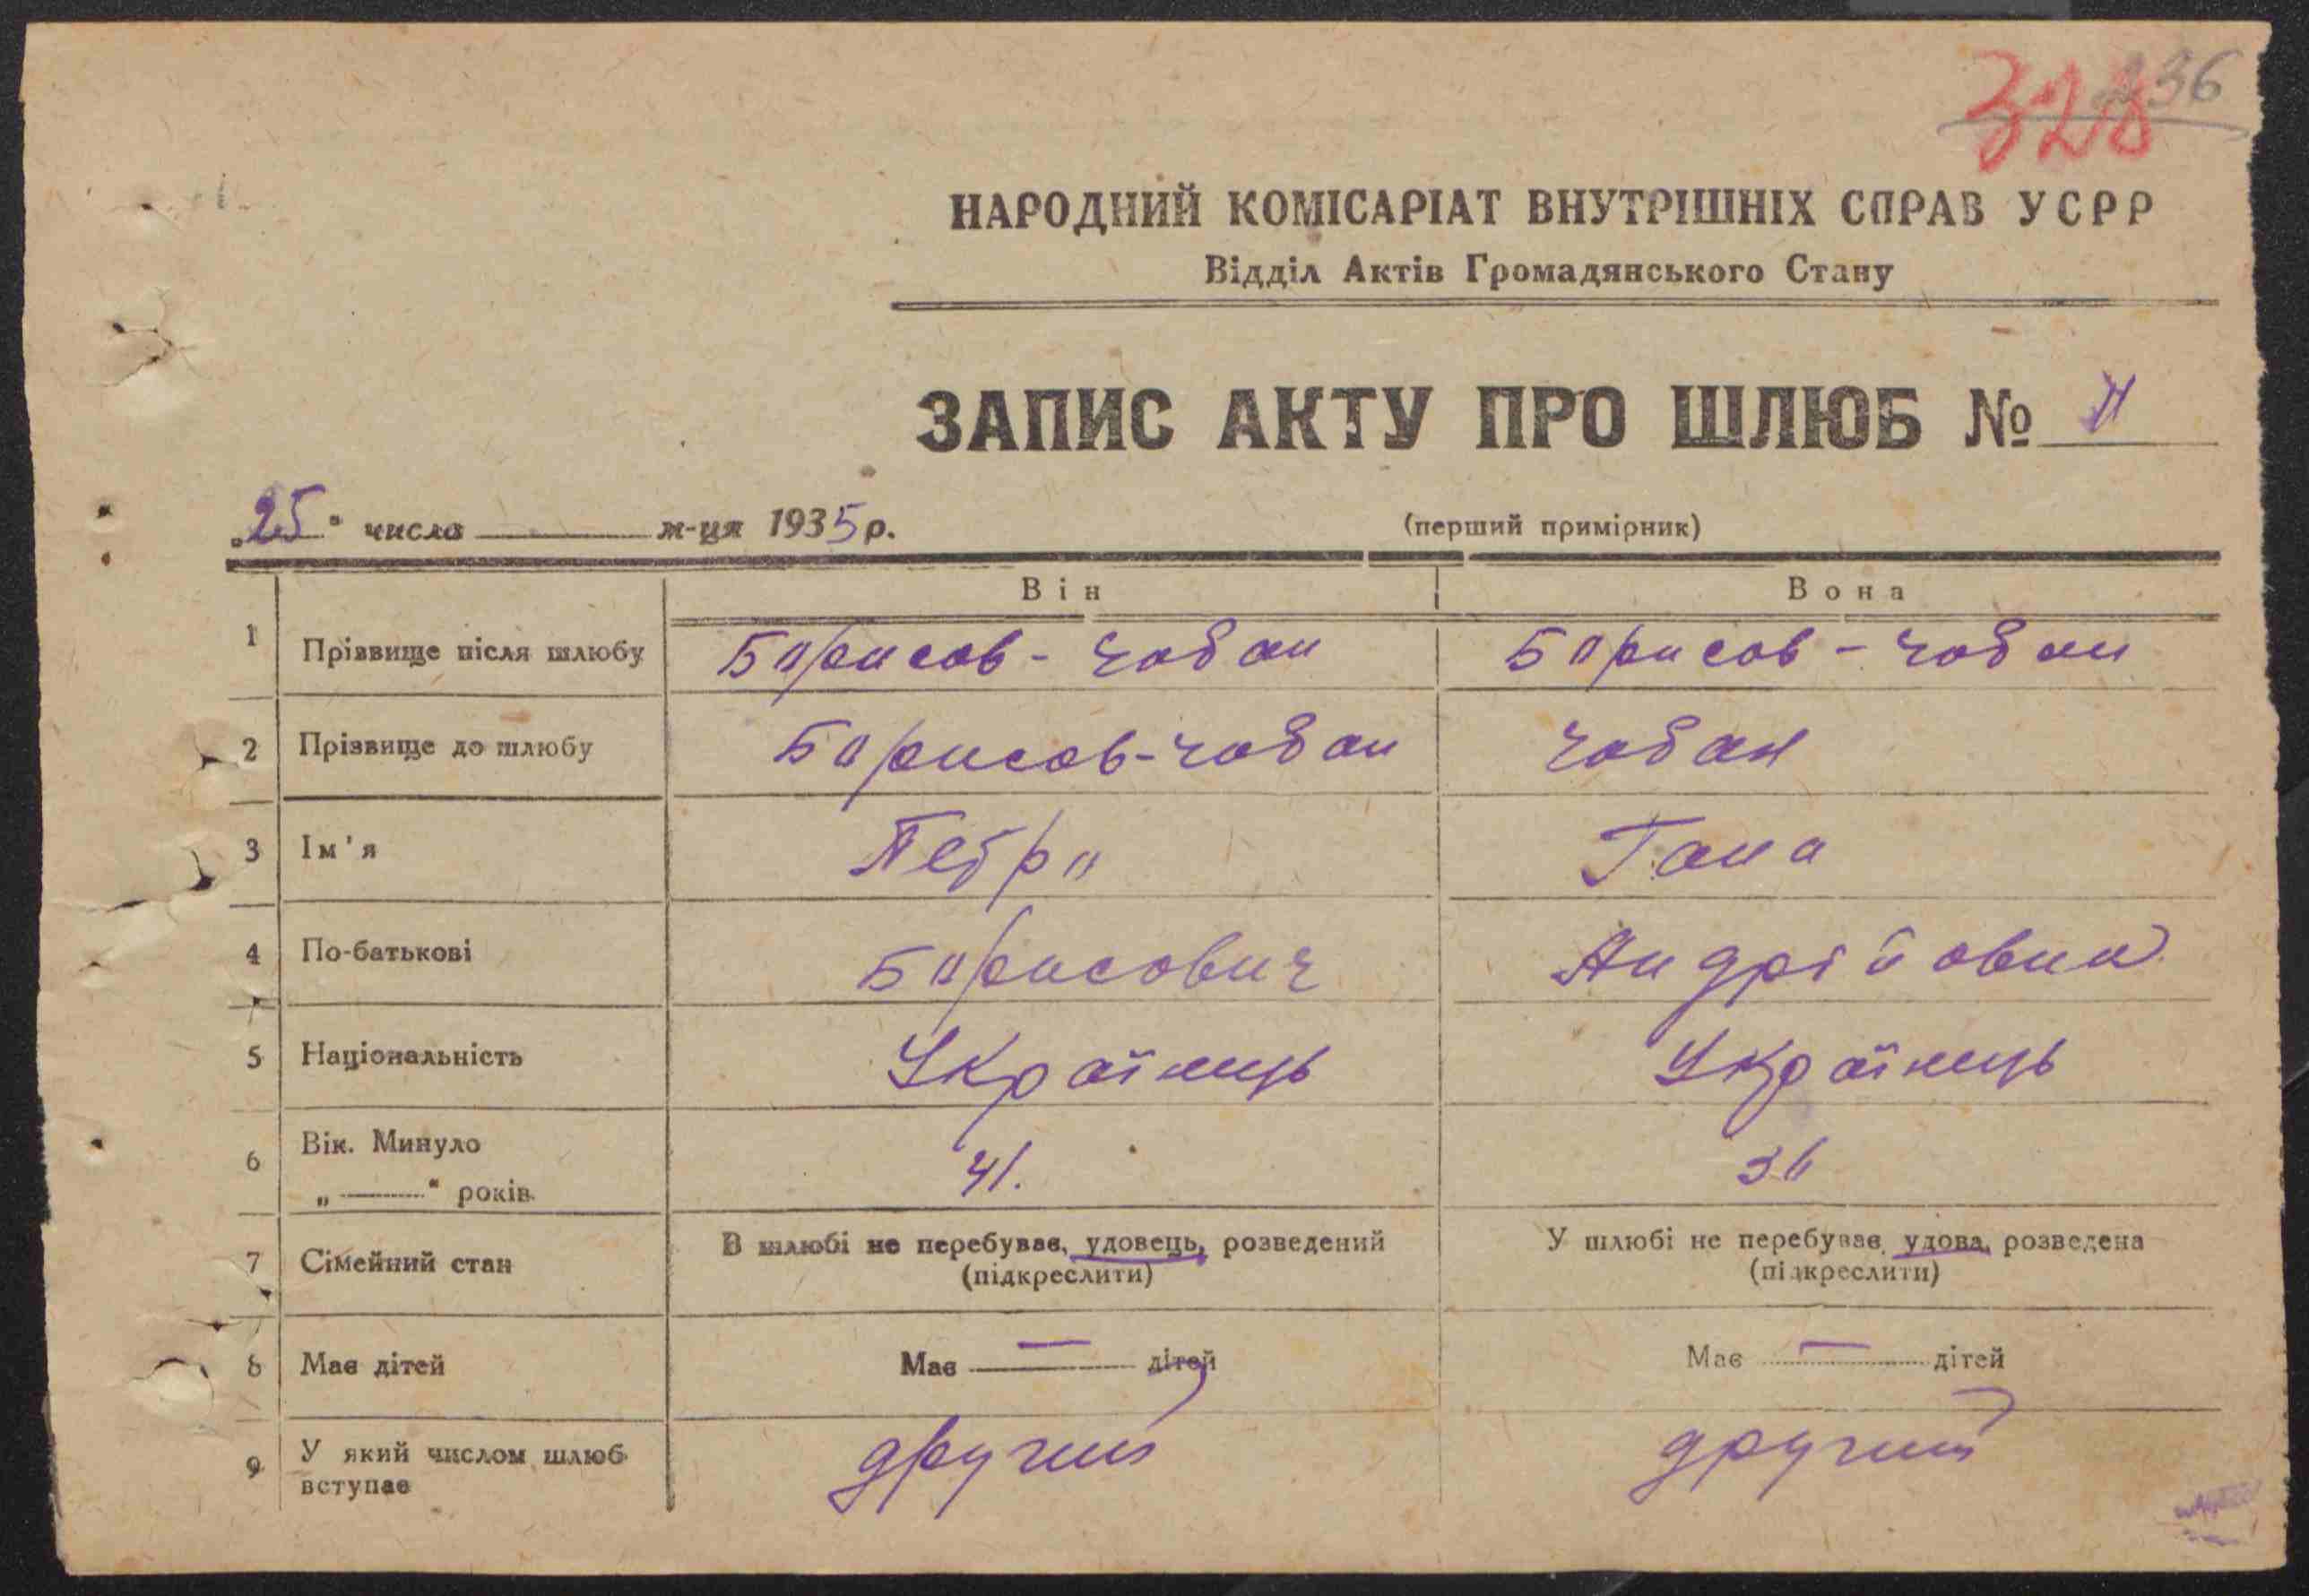 328 236
НАРОДНИЙ КОМІСАРІАТ ВНУТРІШНІХ СПРАВ УСРР
Відділ Актів Громадянського Стану
ЗАПИС АКТУ ПРО ШЛЮБ №
„25“ числа м-ця 1935 р. (перший примірник)
Він Вона
1 Прізвище після шлюбу Борисов-Чобан Борисов-Чобан
2 Прізвище до шлюбу Борисов-Чобан Чобан
3 Ім'я Петро Гана
4 По-батькові Борисович Андрійовна
5 Національність Українець Українець
6 Вік. Минуло „ “ років 41.
7 Сімейний стан В шлюбі не перебуває, удовець, розведений У шлюбі не перебуває, удова, розведена
(підкреслити) (підкреслити)
8 Має дітей Має — дітей Має — дітей
9 У який числом шлюб другий другий
вступає